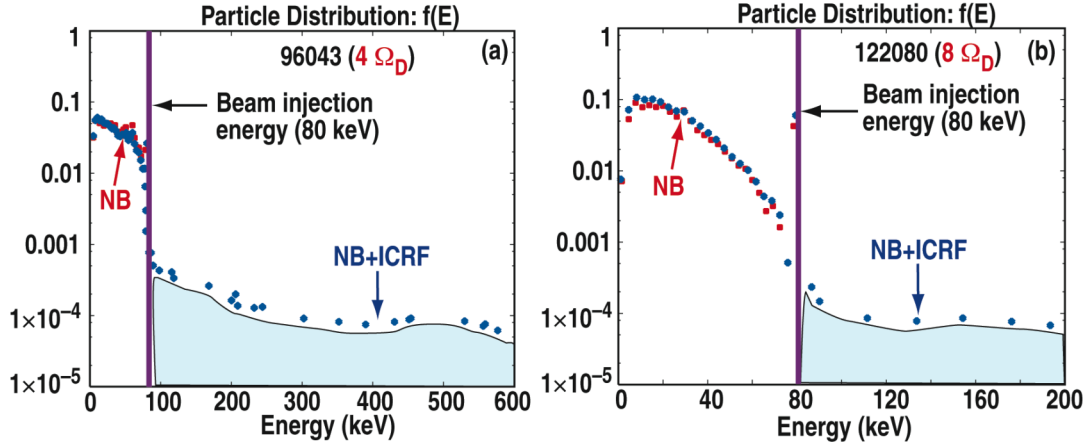 Particle Distribution: f(E)
96043 (4 Ω_D)
(a)
Beam injection
energy (80 keV)
NB
NB+ICRF
1
0.1
0.01
0.001
1×10⁻⁴
1×10⁻⁵
0 100 200 300 400 500 600
Energy (keV)
Particle Distribution: f(E)
122080 (8 Ω_D)
(b)
Beam injection
energy (80 keV)
NB
NB+ICRF
1
0.1
0.01
0.001
1×10⁻⁴
1×10⁻⁵
0 40 80 120 160 200
Energy (keV)